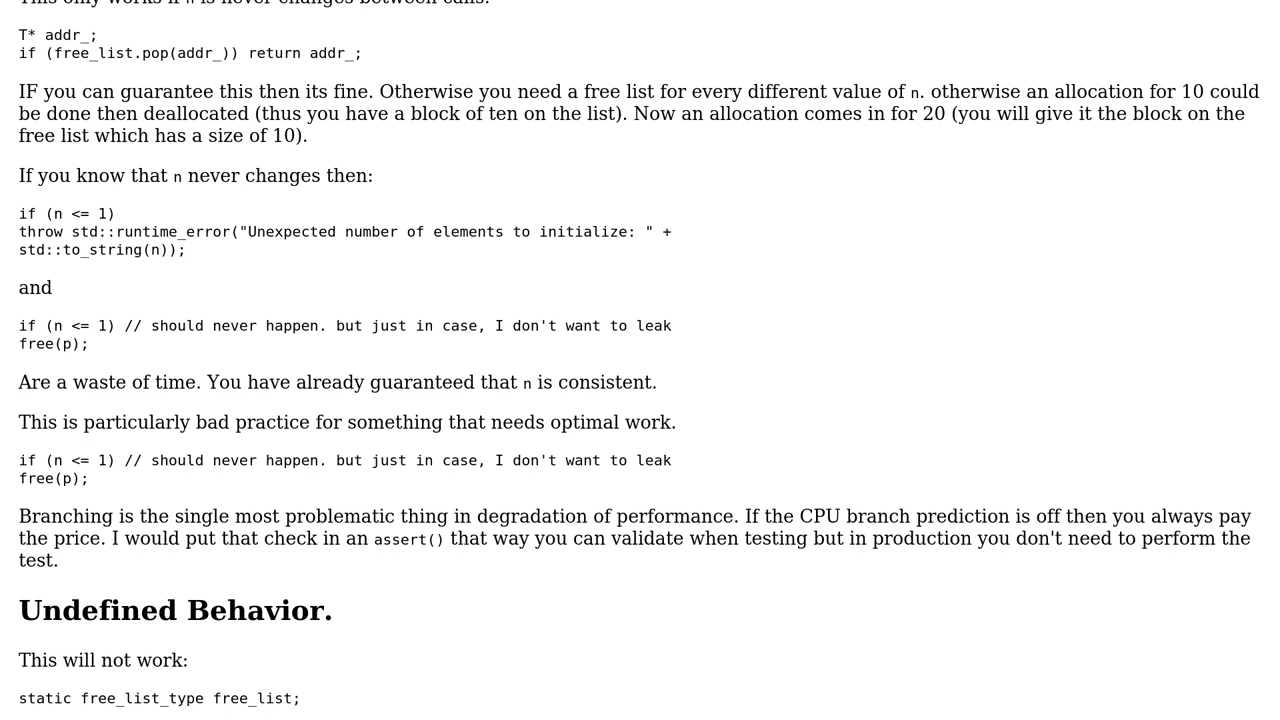 This only works if n is never changes between calls.
T* addr_;
if (free_list.pop(addr_)) return addr_;
IF you can guarantee this then its fine. Otherwise you need a free list for every different value of n. otherwise an allocation for 10 could
be done then deallocated (thus you have a block of ten on the list). Now an allocation comes in for 20 (you will give it the block on the
free list which has a size of 10).
If you know that n never changes then:
if (n <= 1)
throw std::runtime_error("Unexpected number of elements to initialize: " +
std::to_string(n));
and
if (n <= 1) // should never happen. but just in case, I don't want to leak
free(p);
Are a waste of time. You have already guaranteed that n is consistent.
This is particularly bad practice for something that needs optimal work.
if (n <= 1) // should never happen. but just in case, I don't want to leak
free(p);
Branching is the single most problematic thing in degradation of performance. If the CPU branch prediction is off then you always pay
the price. I would put that check in an assert() that way you can validate when testing but in production you don't need to perform the
test.
Undefined Behavior.
This will not work:
static free_list_type free_list;